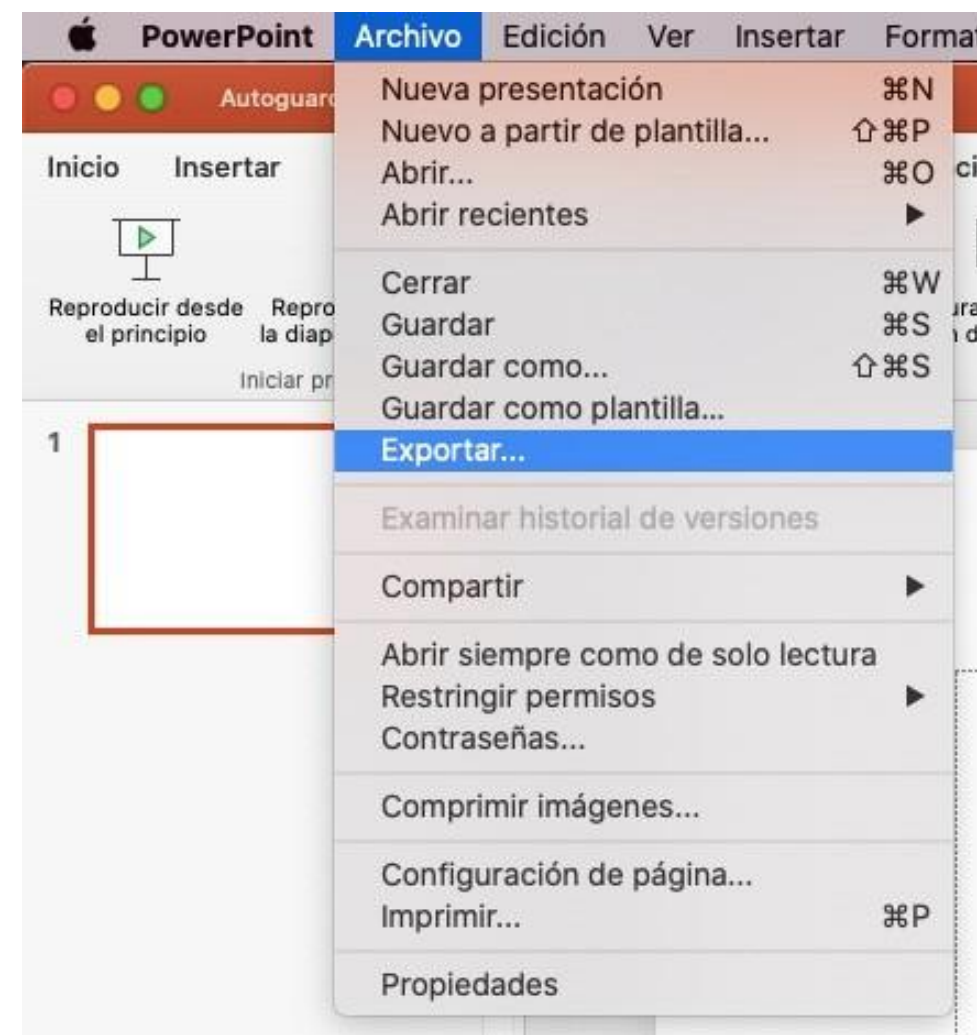 PowerPoint Archivo Edición Ver Insertar
Nueva presentación ⌘N
Nuevo a partir de plantilla... ⇧⌘P
Abrir... ⌘O
Abrir recientes ▶
Cerrar ⌘W
Guardar ⌘S
Guardar como... ⇧⌘S
Guardar como plantilla...
Exportar...
Examinar historial de versiones
Compartir ▶
Abrir siempre como de solo lectura
Restringir permisos ▶
Contraseñas...
Comprimir imágenes...
Configuración de página...
Imprimir... ⌘P
Propiedades
Inicio Insertar
Reproducir desde
el principio la
Iniciar
1